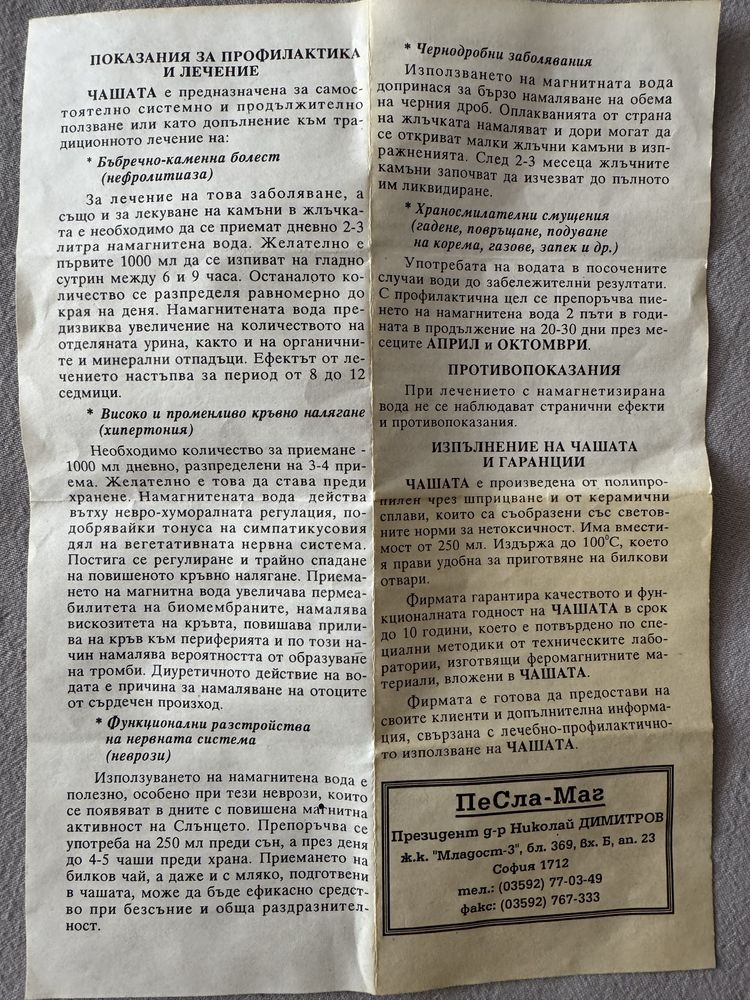 ПОКАЗАНИЯ ЗА ПРОФИЛАКТИКА
И ЛЕЧЕНИЕ
ЧАШАТА е предназначена за самос-
тоятелно системно и продължително
ползване или като допълнение към тра-
диционното лечение на:
* Бъбречно-каменна болест
(нефролитиаза)
За лечение на това заболяване, а
също и за лекуване на камъни в жлъчка-
та е необходимо да се приемат дневно 2-3
литра намагнитена вода. Желателно е
първите 1000 мл да се изпиват на гладно
сутрин между 6 и 9 часа. Останалото ко-
личество се разпределя равномерно до
края на деня. Намагнитената вода пре-
дизвиква увеличение на количеството на
отделяната урина, както и на органични-
те и минерални отпадъци. Ефектът от ле-
чението настъпва за период от 8 до 12
седмици.
* Високо и променливо кръвно налягане
(хипертония)
Необходимо количество за приемане -
1000 мл дневно, разпределени на 3-4 при-
ема. Желателно е това да става преди
хранене. Намагнитената вода действа
вътху невро-хуморалната регулация, по-
добрявайки тонуса на симпатикусовия
дял на вегетативната нервна система.
Постига се регулиране и трайно спадане
на повишеното кръвно налягане. Приема-
нето на магнитна вода увеличава пермеа-
билитета на биомембраните, намалява
вискозитета на кръвта, повишава прили-
ва на кръв към периферията и по този на-
чин намалява вероятността от образуване
на тромби. Диуретичното действие на во-
дата е причина за намаляване на отоците
от сърдечен произход.
* Функционални разстройства
на нервната система
(неврози)
Използуването на намагнитена вода е
полезно, особено при тези неврози, които
се появяват в дните с повишена магнитна
активност на Слънцето. Препоръчва се
употреба на 250 мл преди сън, а през деня
до 4-5 чаши преди храна. Приемането на
билков чай, а даже и с мляко, подготвени
в чашата, може да бъде ефикасно средст-
во при безсъние и обща раздразнител-
ност.
* Чернодробни заболявания
Използването на магнитната вода
допринася за бързо намаляване на обема
на черния дроб. Оплакванията от страна
на жлъчката намаляват и дори могат да
се откриват малки жлъчни камъни в изп-
ражненията. След 2-3 месеца жлъчните
камъни започват да изчезват до пълното
им ликвидиране.
* Храносмилателни смущения
(гадене, повръщане, подуване
на корема, газове, запек и др.)
Употребата на водата в посочените
случаи води до забележителни резултати.
С профилактична цел се препоръчва пие-
нето на намагнитена вода 2 пъти в годи-
ната в продължение на 20-30 дни през ме-
сеците АПРИЛ и ОКТОМВРИ.
ПРОТИВОПОКАЗАНИЯ
При лечението с намагнетизирана
вода не се наблюдават странични ефекти
и противопоказания.
ИЗПЪЛНЕНИЕ НА ЧАШАТА
И ГАРАНЦИИ
ЧАШАТА е произведена от полипро-
пилен чрез шприцване и от керамични
сплави, които са съобразени със светов-
ните норми за нетоксичност. Има вмести-
мост от 250 мл. Издържа до 100°С, което
я прави удобна за приготвяне на билкови
отвари.
Фирмата гарантира качеството и фун-
кционалната годност на ЧАШАТА в срок
до 10 години, което е потвърдено по спе-
циални методики от техническите лабо-
ратории, изготвящи феромагнитните ма-
териали, вложени в ЧАШАТА.
Фирмата е готова да предостави на
своите клиенти и допълнителна информа-
ция, свързана с лечебно-профилактично-
то използване на ЧАШАТА.
ПеСла-Маг
Президент д-р Николай ДИМИТРОВ
ж.к. "Младост-3", бл. 369, вх. Б, ап. 23
София 1712
тел.: (03592) 77-03-49
факс: (03592) 767-333